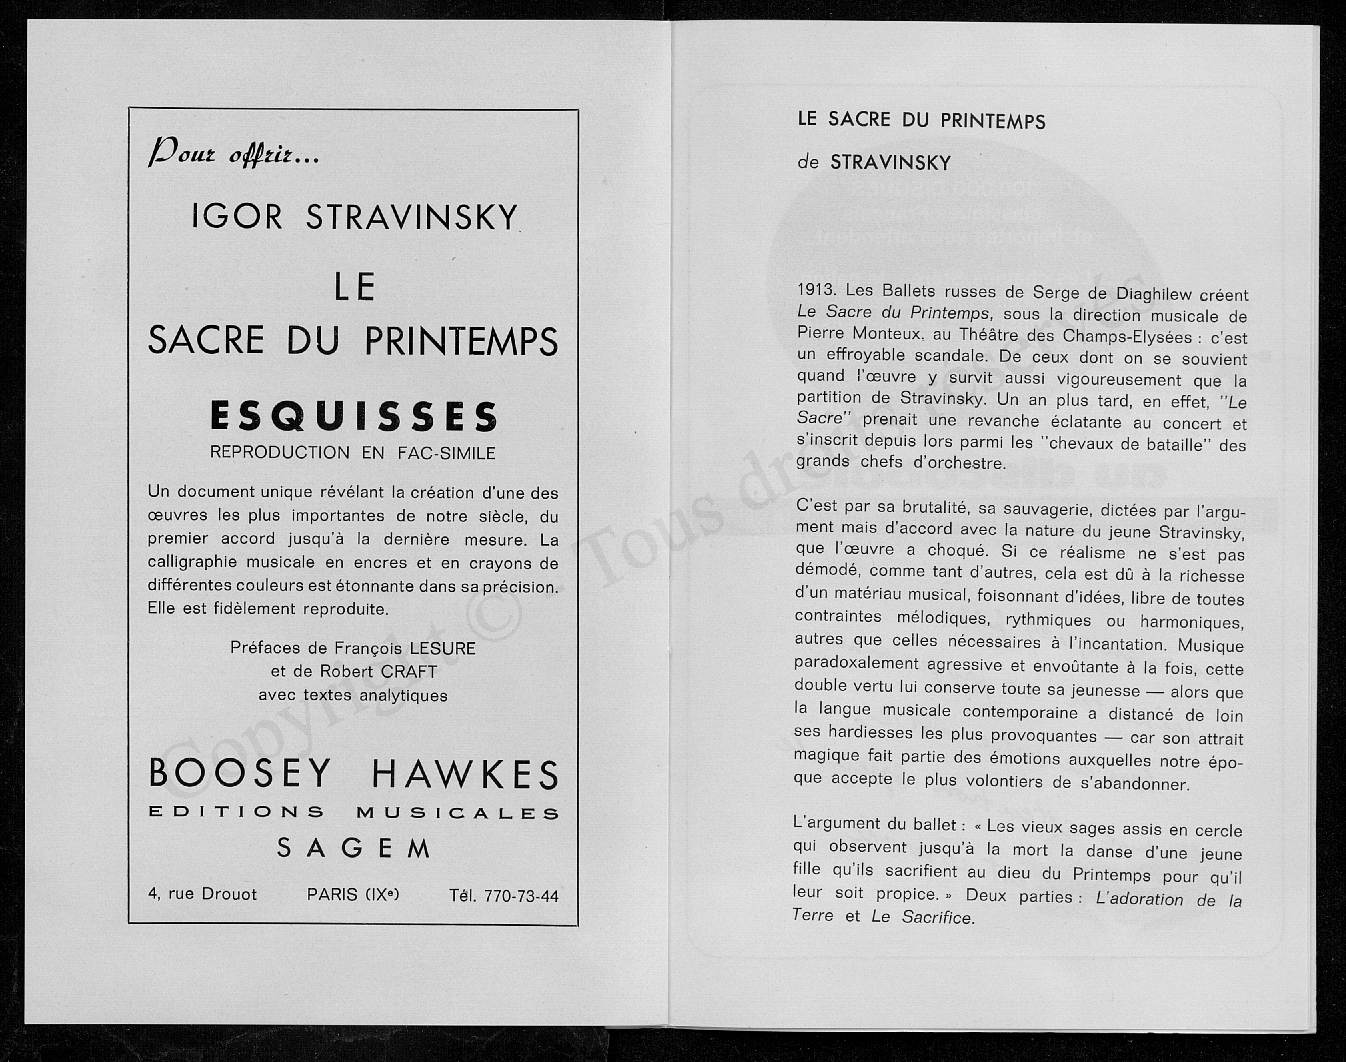 Pour offrir...
IGOR STRAVINSKY
LE
SACRE DU PRINTEMPS
ESQUISSES
REPRODUCTION EN FAC-SIMILE
Un document unique révélant la création d'une des
œuvres les plus importantes de notre siècle, du
premier accord jusqu'à la dernière mesure. La
calligraphie musicale en encres et en crayons de
différentes couleurs est étonnante dans sa précision.
Elle est fidèlement reproduite.
Préfaces de François LESURE
et de Robert CRAFT
avec textes analytiques
BOOSEY HAWKES
EDITIONS MUSICALES
SAGEM
4, rue Drouot PARIS (IXe) Tél. 770-73-44
LE SACRE DU PRINTEMPS
de STRAVINSKY
1913. Les Ballets russes de Serge de Diaghilew créent
Le Sacre du Printemps, sous la direction musicale de
Pierre Monteux, au Théâtre des Champs-Elysées : c'est
un effroyable scandale. De ceux dont on se souvient
quand l'œuvre y survit aussi vigoureusement que la
partition de Stravinsky. Un an plus tard, en effet, "Le
Sacre" prenait une revanche éclatante au concert et
s'inscrit depuis lors parmi les "chevaux de bataille" des
grands chefs d'orchestre.
C'est par sa brutalité, sa sauvagerie, dictées par l'argu-
ment mais d'accord avec la nature du jeune Stravinsky,
que l'œuvre a choqué. Si ce réalisme ne s'est pas
démodé, comme tant d'autres, cela est dû à la richesse
d'un matériau musical, foisonnant d'idées, libre de toutes
contraintes mélodiques, rythmiques ou harmoniques,
autres que celles nécessaires à l'incantation. Musique
paradoxalement agressive et envoûtante à la fois, cette
double vertu lui conserve toute sa jeunesse — alors que
la langue musicale contemporaine a distancé de loin
ses hardiesses les plus provoquantes — car son attrait
magique fait partie des émotions auxquelles notre épo-
que accepte le plus volontiers de s'abandonner.
L'argument du ballet : « Les vieux sages assis en cercle
qui observent jusqu'à la mort la danse d'une jeune
fille qu'ils sacrifient au dieu du Printemps pour qu'il
leur soit propice. » Deux parties : L'adoration de la
Terre et Le Sacrifice.
Copyright © - Tous droits réservés